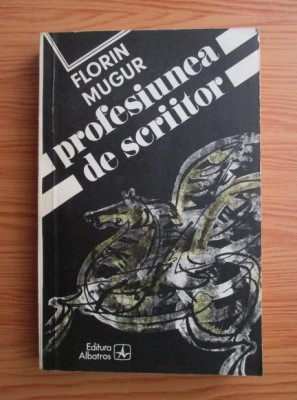 FLORIN
MUGUR
profesiunea
de scriitor
Editura
Albatros